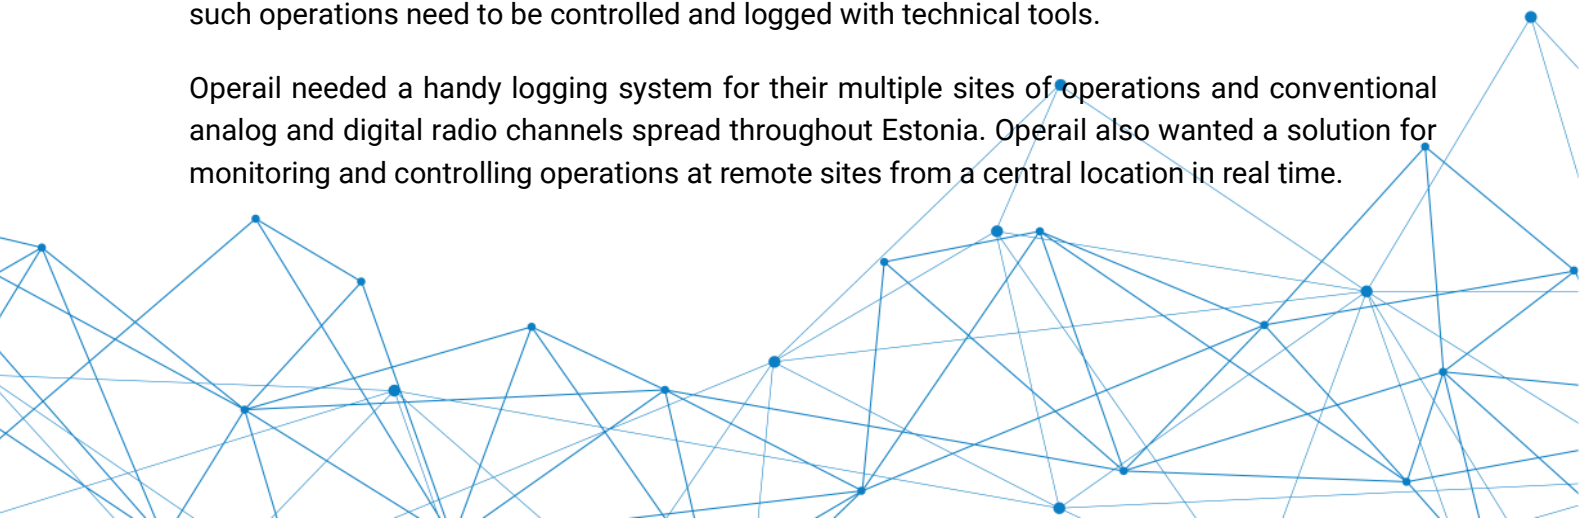 such operations need to be controlled and logged with technical tools.
Operail needed a handy logging system for their multiple sites of operations and conventional
analog and digital radio channels spread throughout Estonia. Operail also wanted a solution for
monitoring and controlling operations at remote sites from a central location in real time.